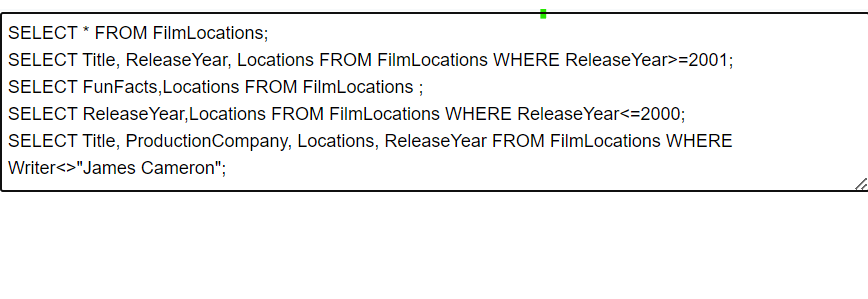 SELECT * FROM FilmLocations;
SELECT Title, ReleaseYear, Locations FROM FilmLocations WHERE ReleaseYear>=2001;
SELECT FunFacts,Locations FROM FilmLocations ;
SELECT ReleaseYear,Locations FROM FilmLocations WHERE ReleaseYear<=2000;
SELECT Title, ProductionCompany, Locations, ReleaseYear FROM FilmLocations WHERE
Writer<>"James Cameron";